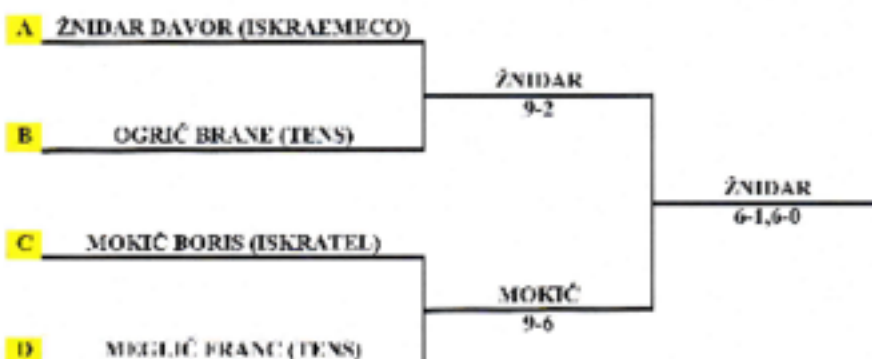 A ŽNIDAR DAVOR (ISKRAEMECO)
ŽNIDAR
9-2
B OGRIČ BRANE (TENS)
ŽNIDAR
6-1,6-0
C MOKIČ BORIS (ISKRATEL)
MOKIČ
9-6
D MEGLIČ FRANC (TENS)